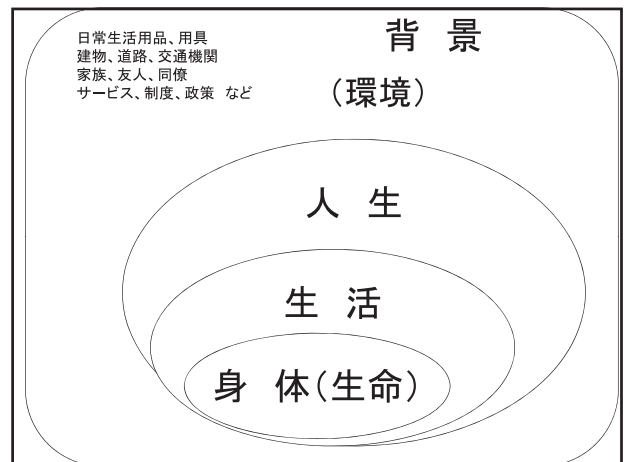 日常生活用品、用具
建物、道路、交通機関
家族、友人、同僚
サービス、制度、政策 など
背 景
(環境)
人 生
生 活
身 体(生命)